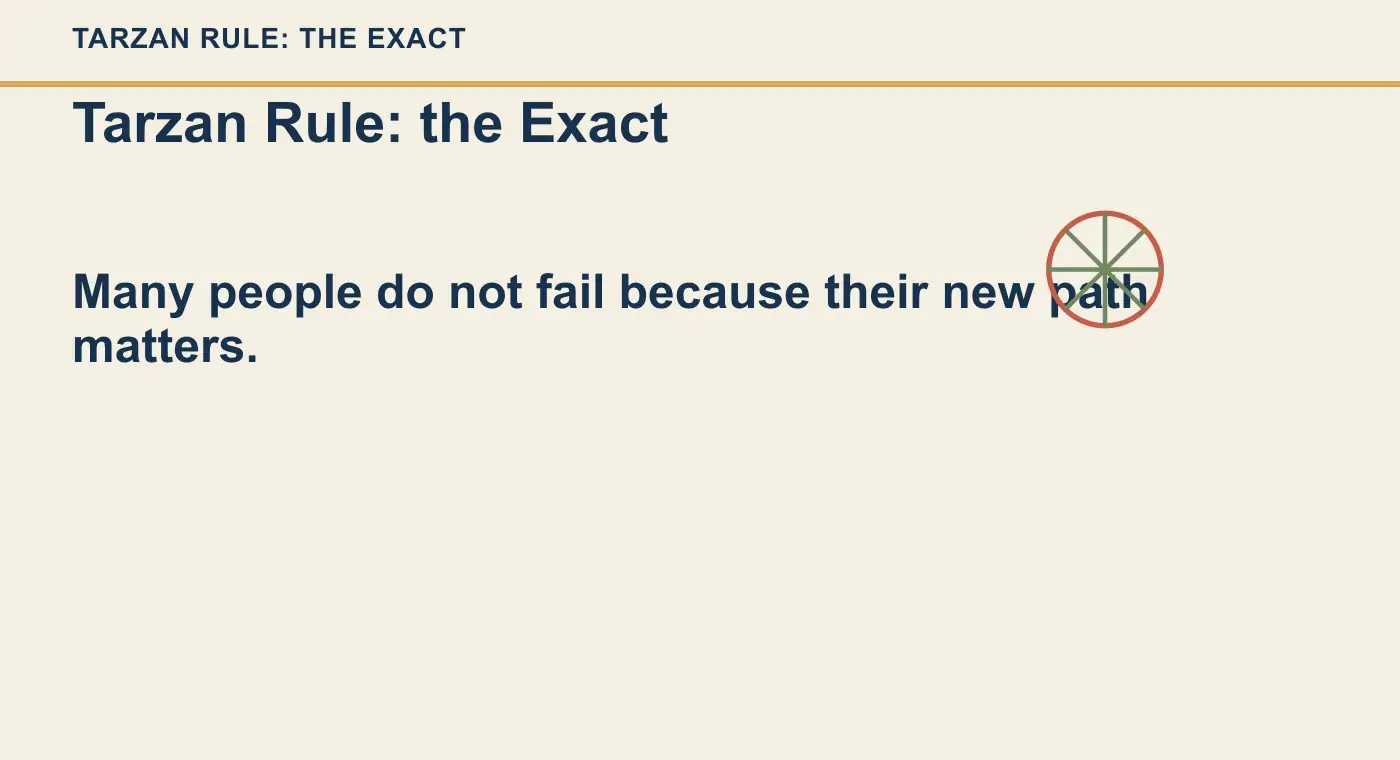 TARZAN RULE: THE EXACT
Tarzan Rule: the Exact
Many people do not fail because their new path
matters.